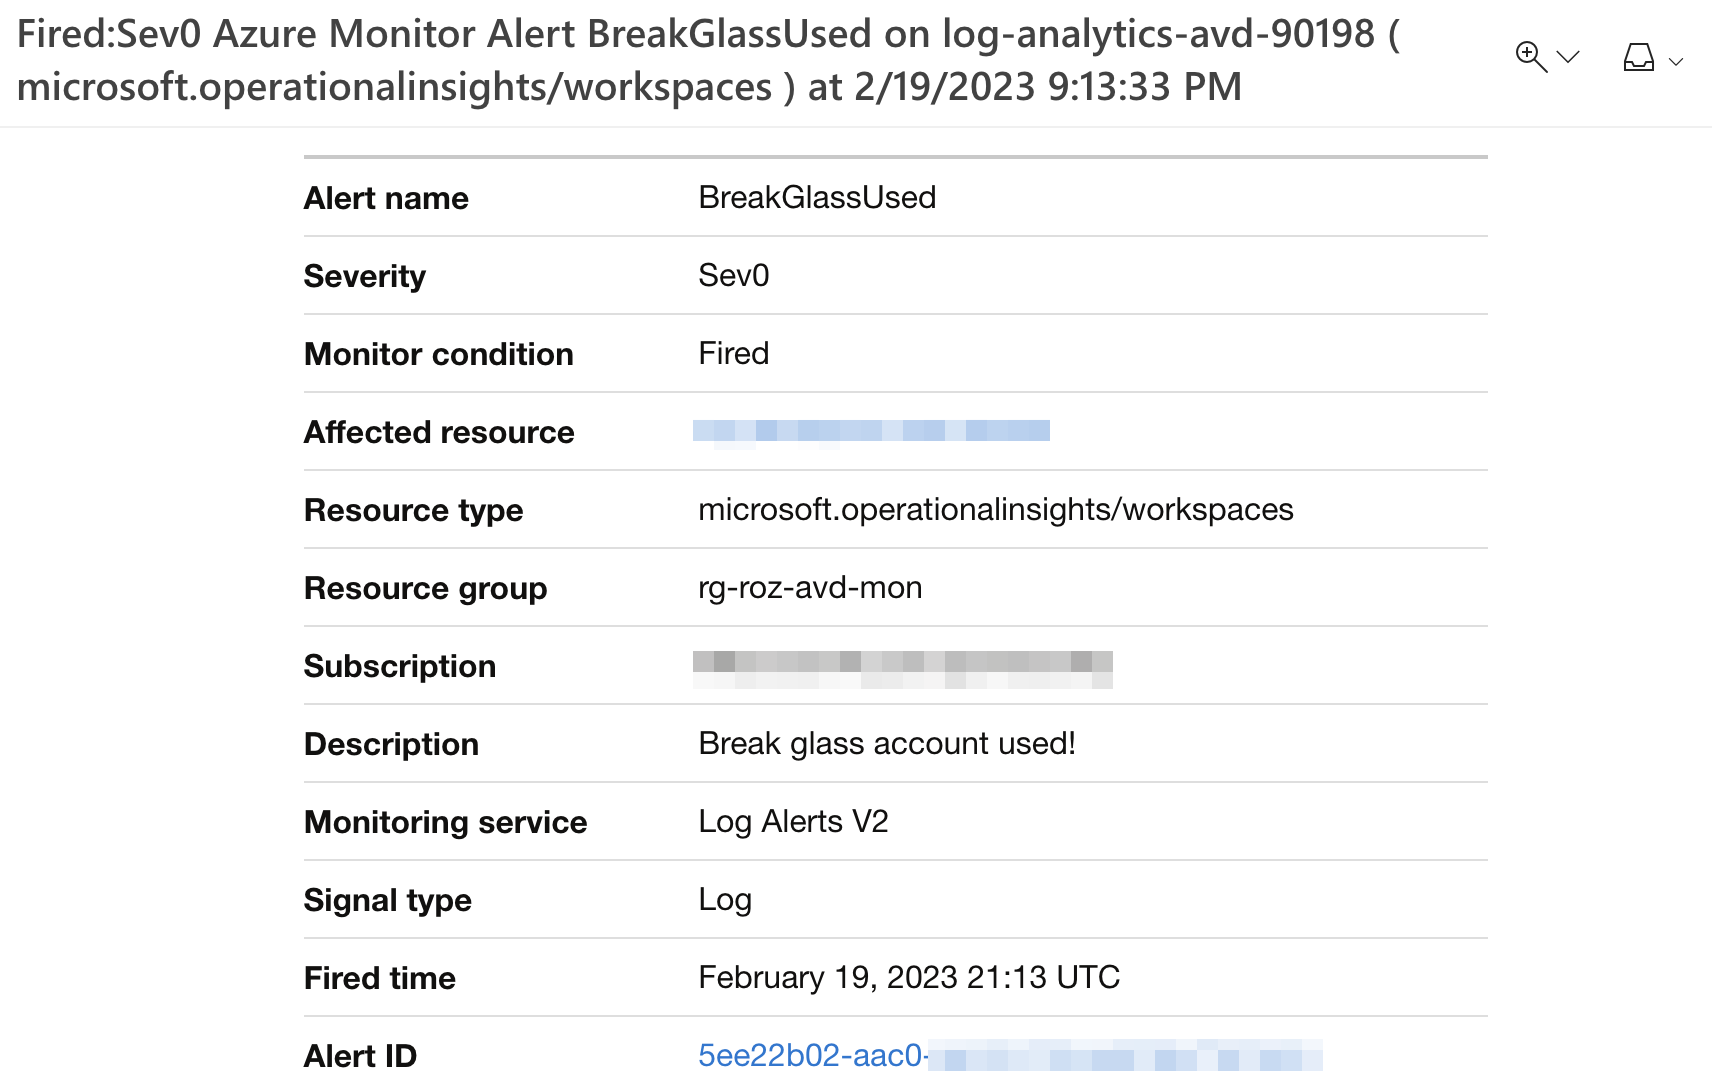 Fired:Sev0 Azure Monitor Alert BreakGlassUsed on log-analytics-avd-90198 (
microsoft.operationalinsights/workspaces ) at 2/19/2023 9:13:33 PM
Alert name BreakGlassUsed
Severity Sev0
Monitor condition Fired
Affected resource
Resource type microsoft.operationalinsights/workspaces
Resource group rg-roz-avd-mon
Subscription
Description Break glass account used!
Monitoring service Log Alerts V2
Signal type Log
Fired time February 19, 2023 21:13 UTC
Alert ID 5ee22b02-aac0-